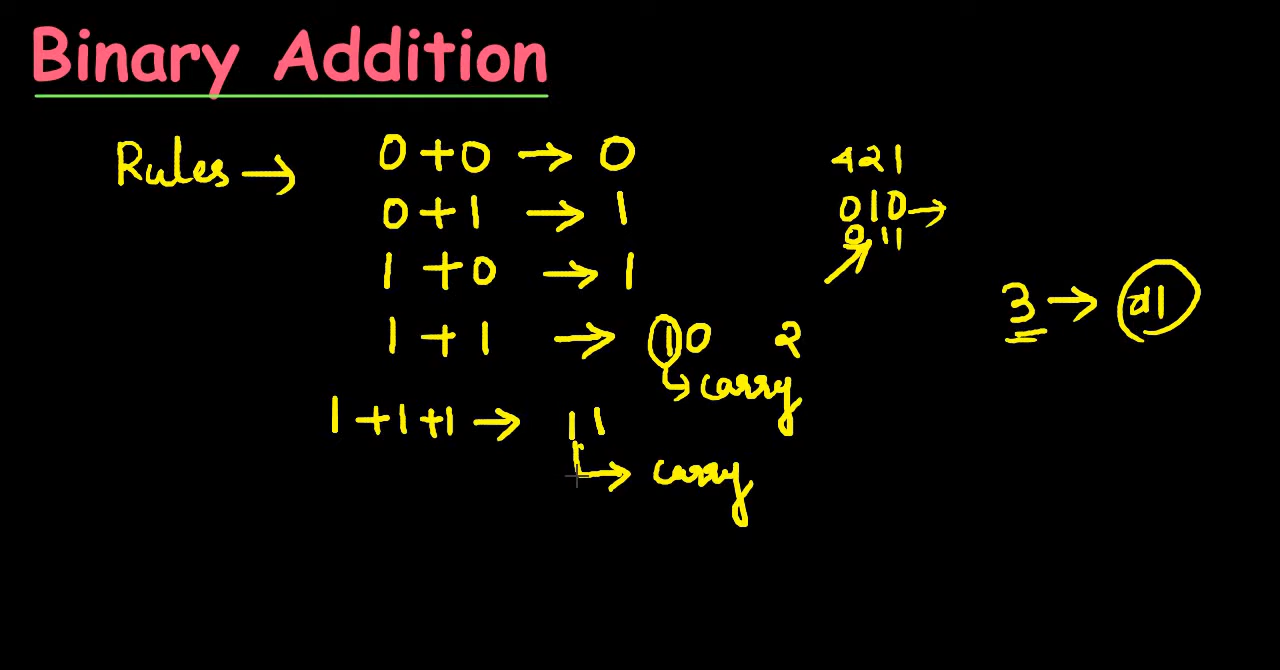 Binary Addition
Rules → 0 + 0 → 0
0 + 1 → 1
1 + 0 → 1
1 + 1 → 10 2
↳ carry
1 + 1 + 1 → 11
↳ carry
421
010 →
011
3 →